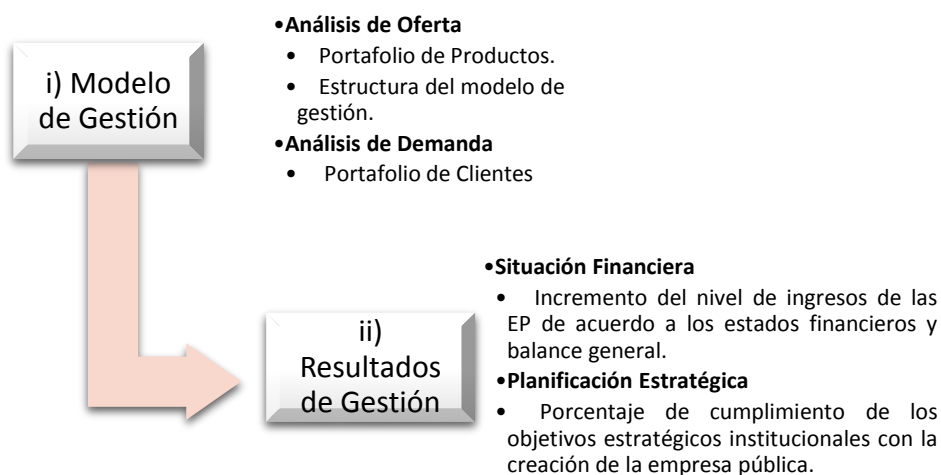 i) Modelo
de Gestión
•Análisis de Oferta
• Portafolio de Productos.
• Estructura del modelo de
gestión.
•Análisis de Demanda
• Portafolio de Clientes
ii)
Resultados
de Gestión
•Situación Financiera
• Incremento del nivel de ingresos de las
EP de acuerdo a los estados financieros y
balance general.
•Planificación Estratégica
• Porcentaje de cumplimiento de los
objetivos estratégicos institucionales con la
creación de la empresa pública.